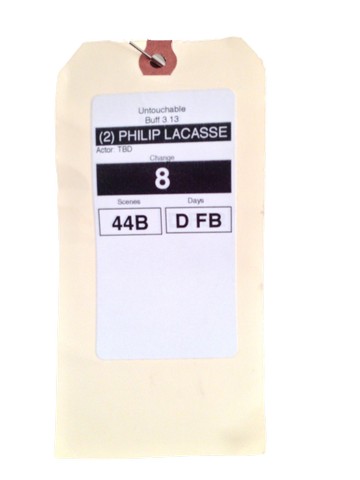 Untouchable
Buff 3.13
(2) PHILIP LACASSE
Actor: TBD
Change
8
Scenes Days
44B D FB